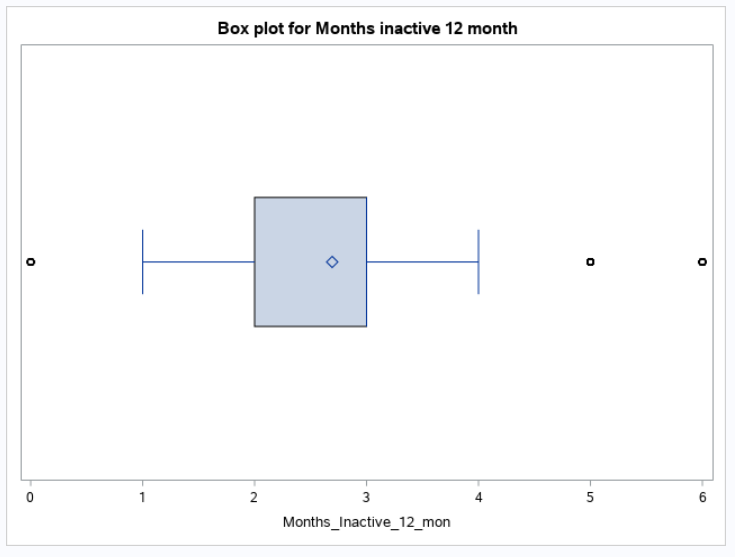 Box plot for Months inactive 12 month
0 1 2 3 4 5 6
Months_Inactive_12_mon